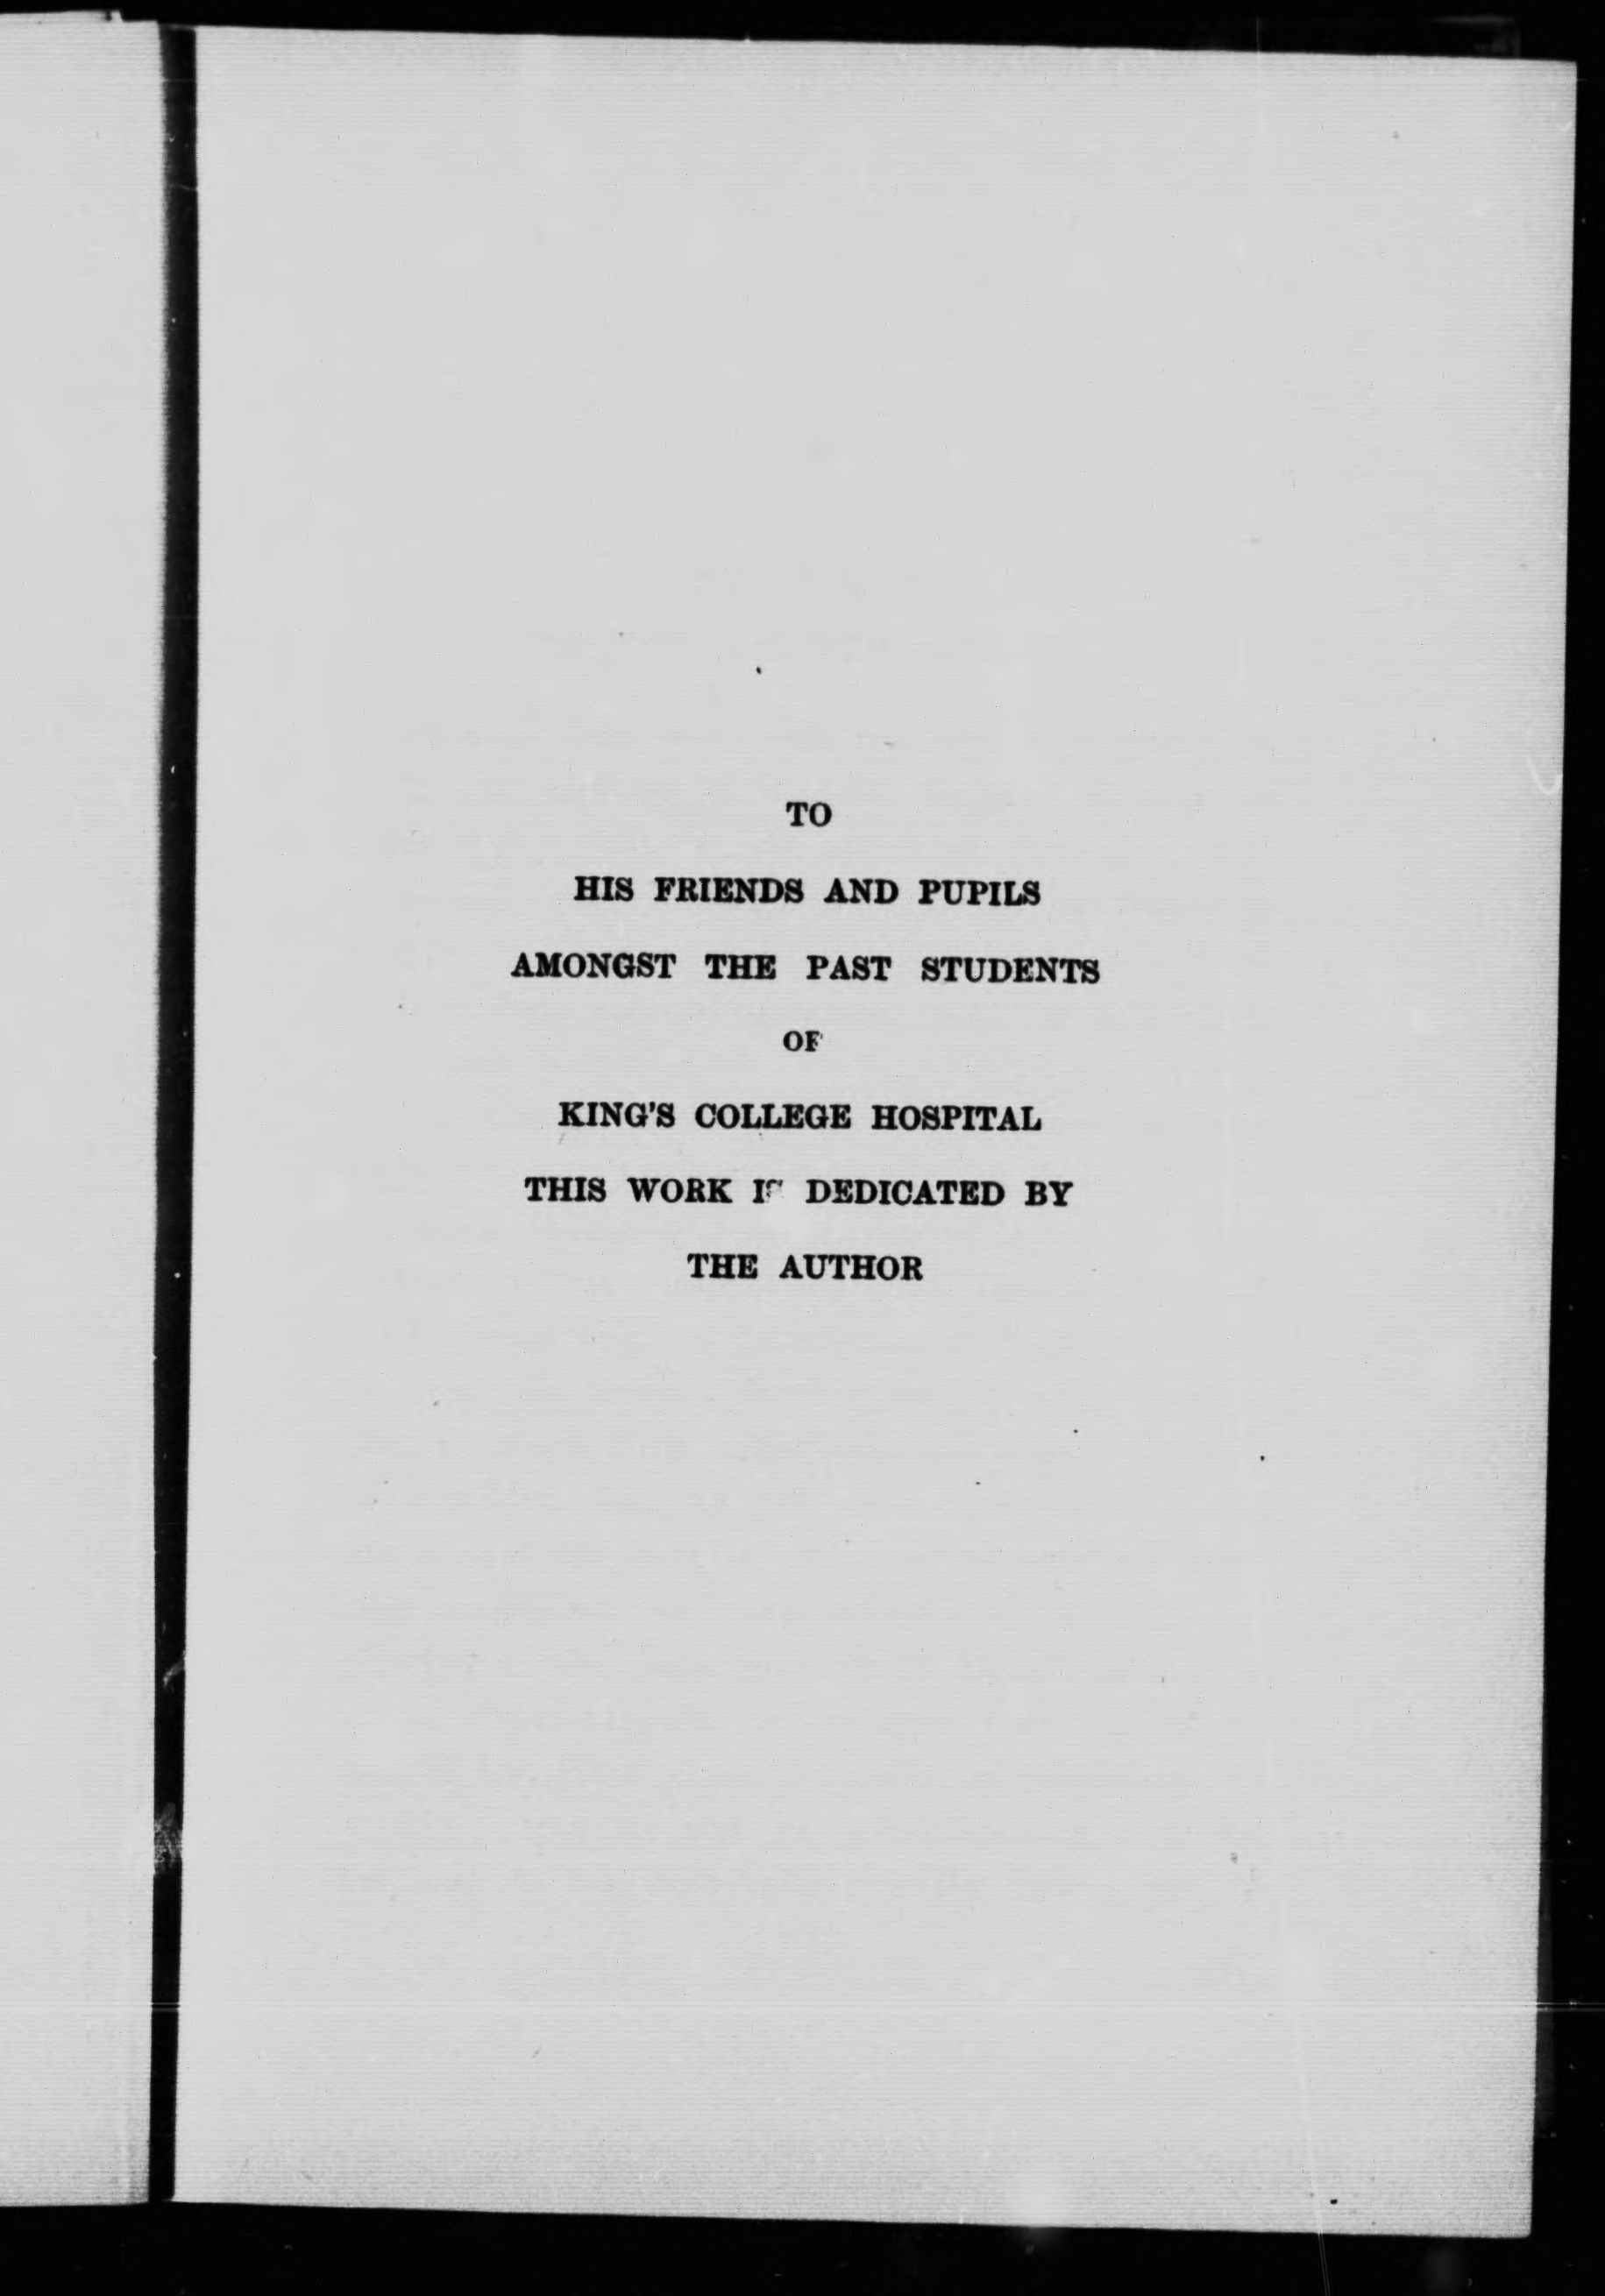 TO
HIS FRIENDS AND PUPILS
AMONGST THE PAST STUDENTS
OF
KING'S COLLEGE HOSPITAL
THIS WORK IS DEDICATED BY
THE AUTHOR